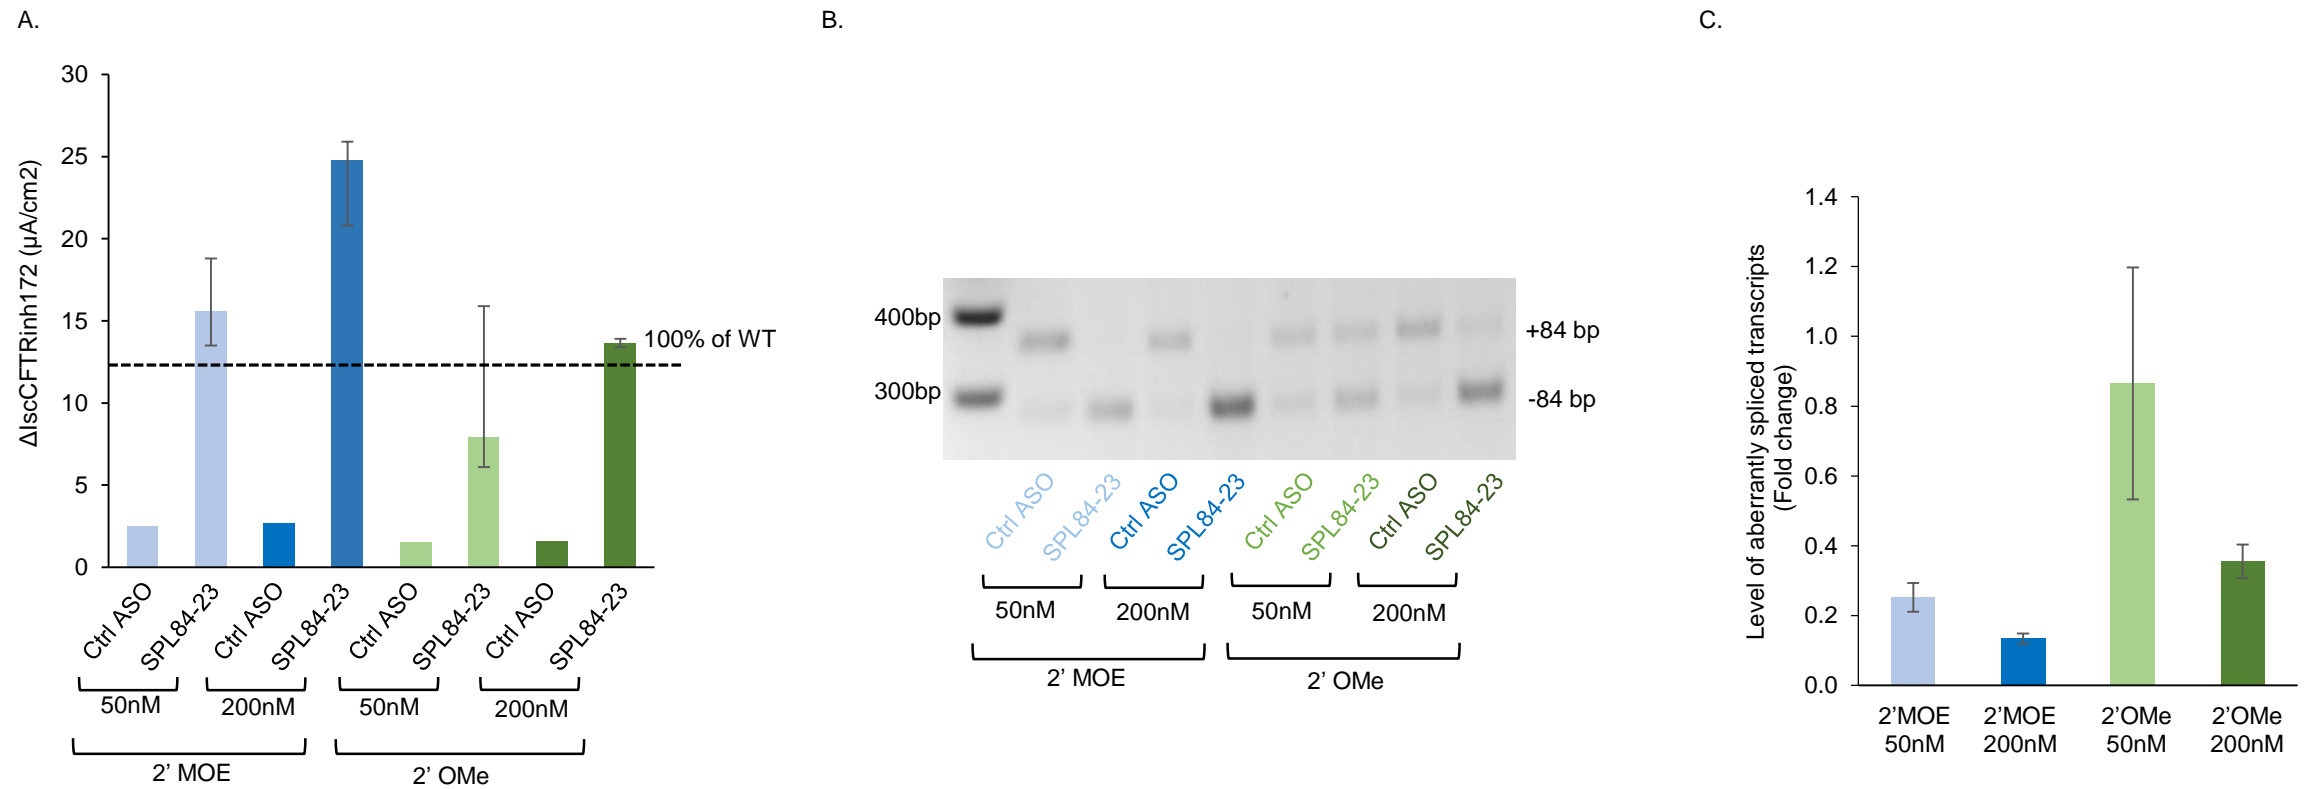 A.
B.
C.
ΔIscCFTRinh172 (µA/cm2)
30
25
20
15
10
5
0
100% of WT
Ctrl ASO
SPL84-23
Ctrl ASO
SPL84-23
Ctrl ASO
SPL84-23
Ctrl ASO
SPL84-23
50nM
200nM
50nM
200nM
2’ MOE
2’ OMe
400bp
300bp
+84 bp
-84 bp
Ctrl ASO
SPL84-23
Ctrl ASO
SPL84-23
Ctrl ASO
SPL84-23
Ctrl ASO
SPL84-23
50nM
200nM
50nM
200nM
2’ MOE
2’ OMe
Level of aberrantly spliced transcripts
(Fold change)
1.4
1.2
1.0
0.8
0.6
0.4
0.2
0.0
2’MOE
50nM
2’MOE
200nM
2’OMe
50nM
2’OMe
200nM